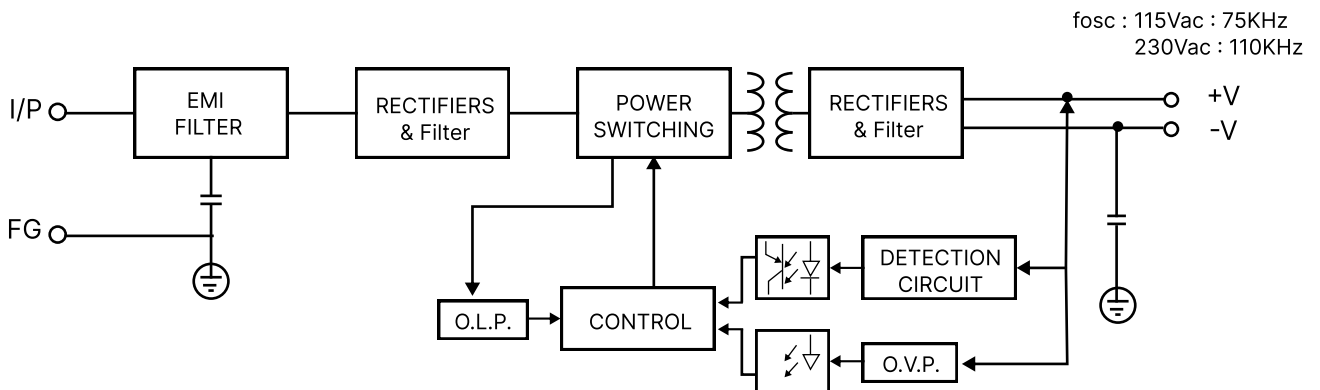 fosc : 115Vac : 75KHz
230Vac : 110KHz
I/P
EMI
FILTER
RECTIFIERS
& Filter
POWER
SWITCHING
RECTIFIERS
& Filter
+V
-V
FG
DETECTION
CIRCUIT
O.L.P.
CONTROL
O.V.P.